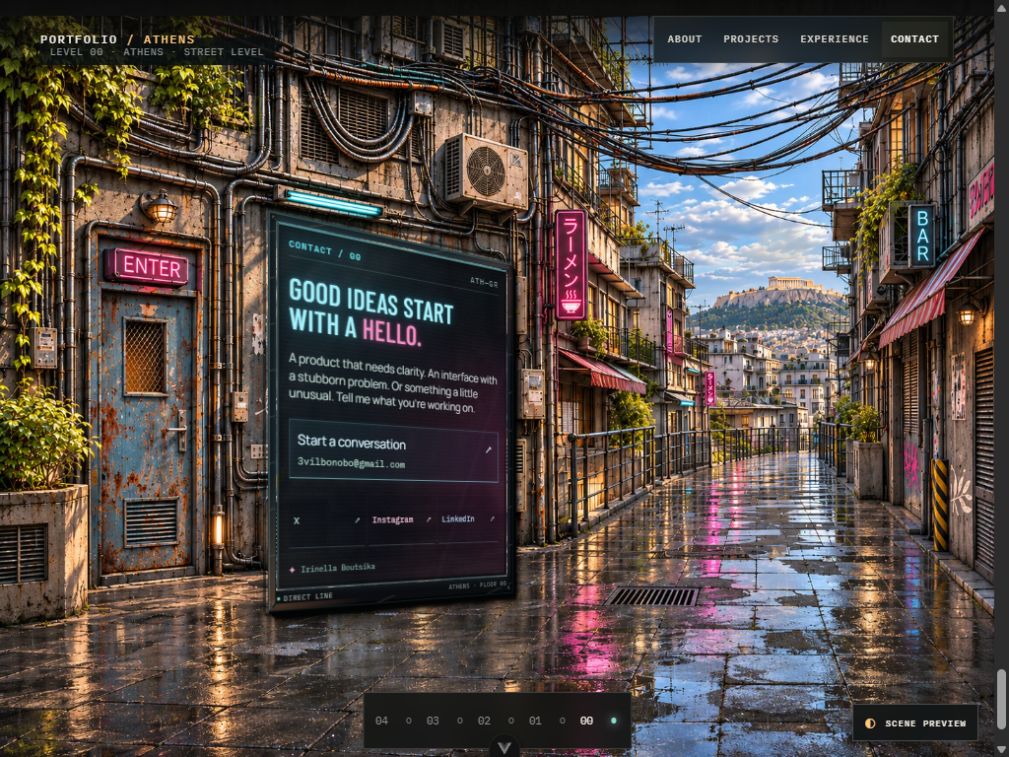 PORTFOLIO / ATHENS
LEVEL 00 - ATHENS - STREET LEVEL
ABOUT
PROJECTS
EXPERIENCE
CONTACT
ENTER
CONTACT / 00
ATH-GR
GOOD IDEAS START
WITH A HELLO.
A product that needs clarity. An interface with
a stubborn problem. Or something a little
unusual. Tell me what you're working on.
Start a conversation
3vilbonobo@gmail.com
X
Instagram
LinkedIn
Irinella Boutsika
DIRECT LINE
ATHENS · FLOOR 00
ラーメン
BAR
04
03
02
01
00
SCENE PREVIEW